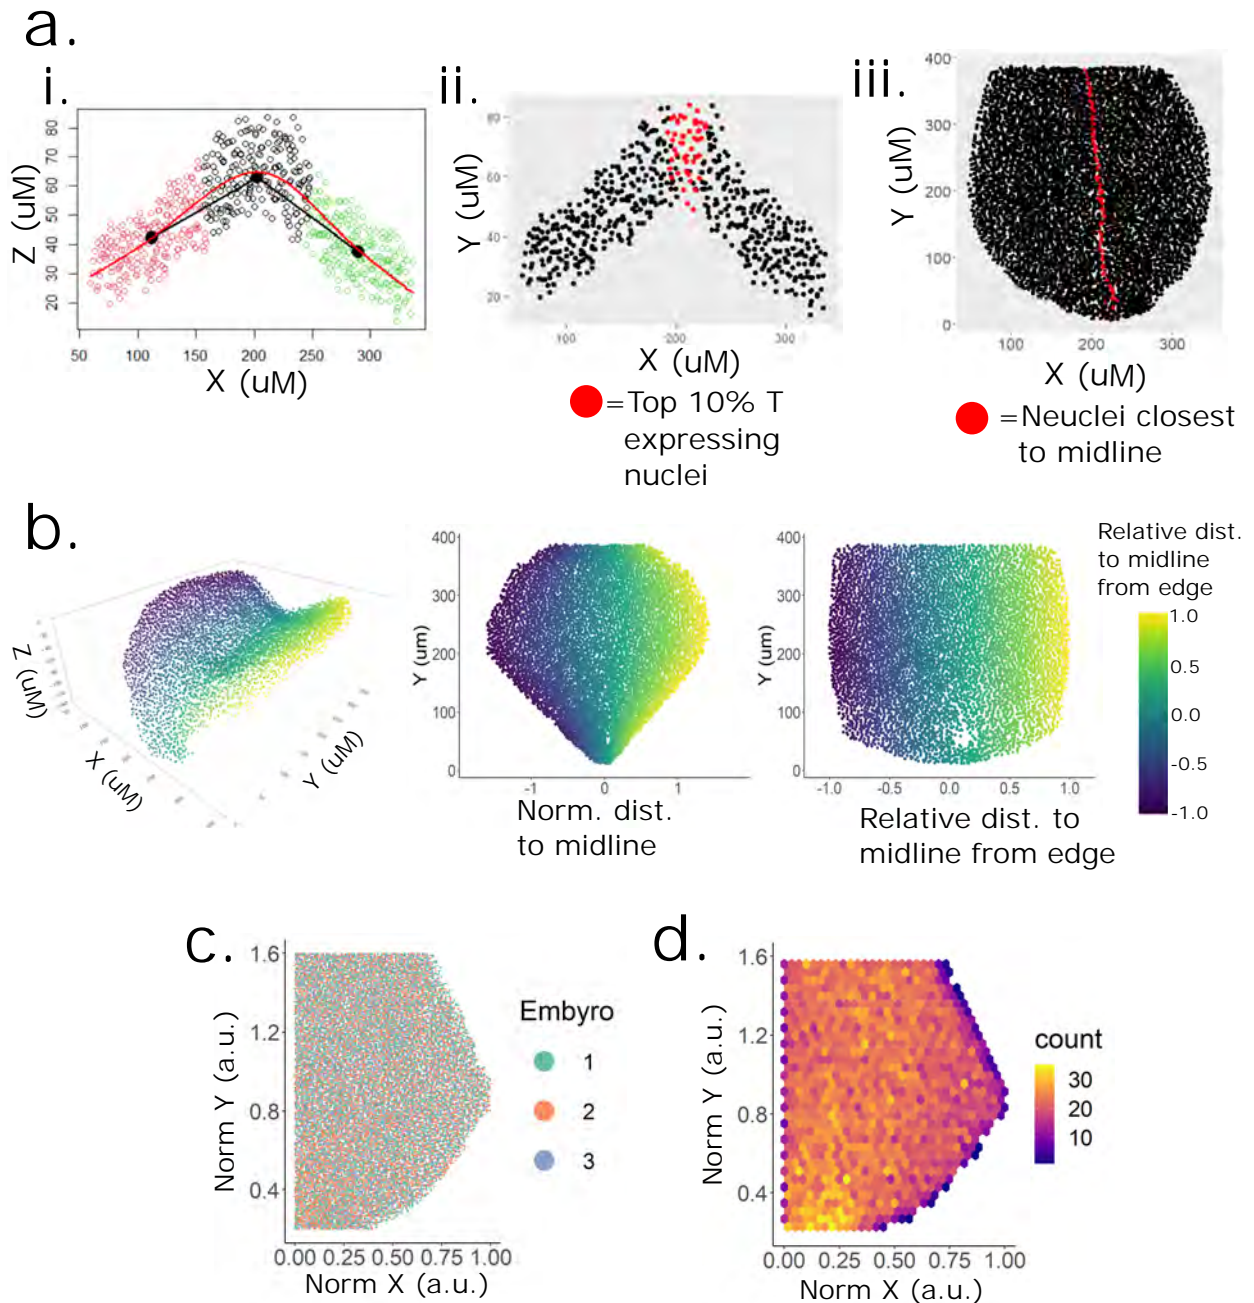 a.
i.
Z (uM)
80
70
60
50
40
30
20
50 100 150 200 250 300
X (uM)
ii.
Y (uM)
80
60
40
20
100 200 300
X (uM)
=Top 10% T
expressing
nuclei
iii.
Y (uM)
400
300
200
100
0
100 200 300
X (uM)
=Neuclei closest
to midline
b.
Z (uM)
X (uM)
Y (uM)
Y (um)
400
300
200
100
0
-1 0 1
Norm. dist.
to midline
Y (um)
400
300
200
100
0
-1.0 -0.5 0.0 0.5 1.0
Relative dist. to
midline from edge
Relative dist.
to midline
from edge
1.0
0.5
0.0
-0.5
-1.0
c.
Norm Y (a.u.)
1.6
1.2
0.8
0.4
0.00 0.25 0.50 0.75 1.00
Norm X (a.u.)
Embyro
1
2
3
d.
Norm Y (a.u.)
1.6
1.2
0.8
0.4
0.00 0.25 0.50 0.75 1.00
Norm X (a.u.)
count
30
20
10